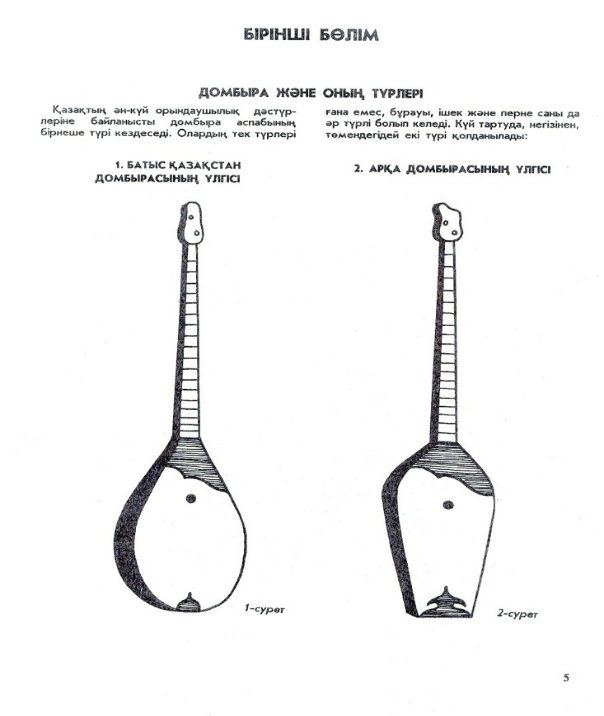 БІРІНШІ БӨЛІМ
ДОМБЫРА ЖӘНЕ ОНЫҢ ТҮРЛЕРІ
Қазақтың ән-күй орындаушылық дәстүр-
леріне байланысты домбыра аспабының
бірнеше түрі кездеседі. Олардың тек түрлері
ғана емес, бұрауы, ішек және перне саны да
әр түрлі болып келеді. Күй тартуда, негізінен,
төмендегідей екі түрі қолданылады:
1. БАТЫС ҚАЗАҚСТАН
ДОМБЫРАСЫНЫҢ ҮЛГІСІ
2. АРҚА ДОМБЫРАСЫНЫҢ ҮЛГІСІ
1-сурет
2-сурет
5